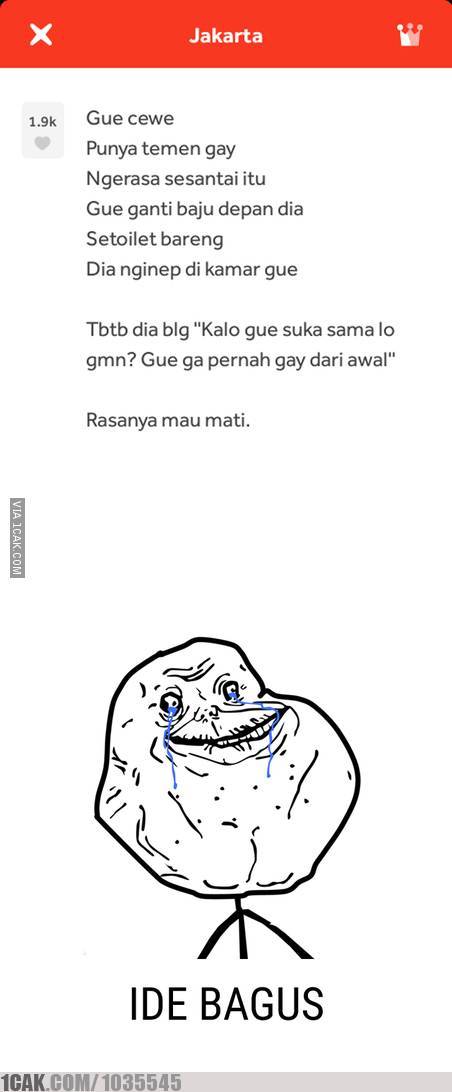 Jakarta
1.9k
Gue cewe
Punya temen gay
Ngerasa sesantai itu
Gue ganti baju depan dia
Setoilet bareng
Dia nginep di kamar gue
Tbtb dia blg "Kalo gue suka sama lo
gmn? Gue ga pernah gay dari awal"
Rasanya mau mati.
VIA 1CAK.COM
IDE BAGUS
1CAK.COM/1035545